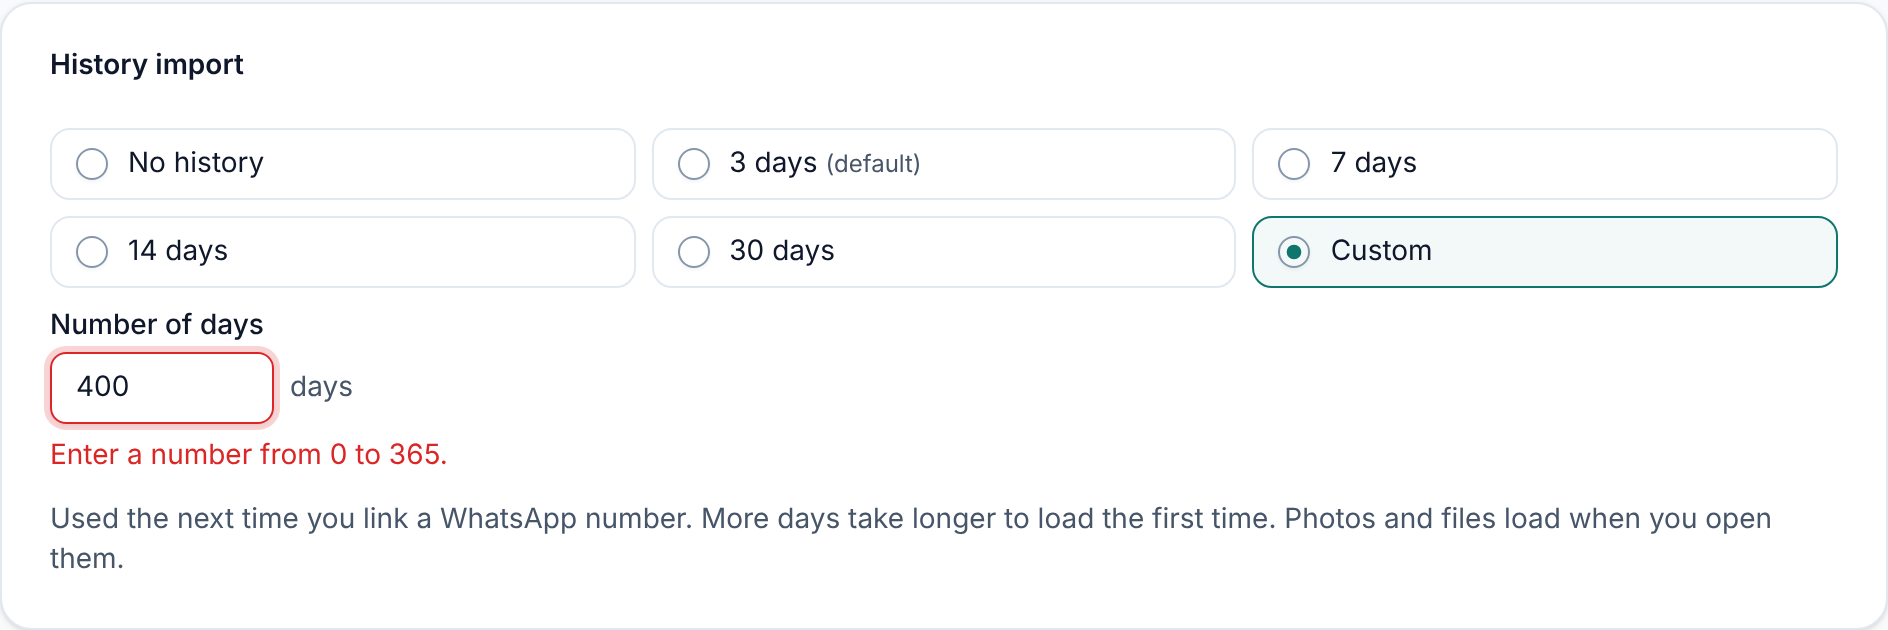 History import
No history
3 days (default)
7 days
14 days
30 days
Custom
Number of days
400 days
Enter a number from 0 to 365.
Used the next time you link a WhatsApp number. More days take longer to load the first time. Photos and files load when you open
them.